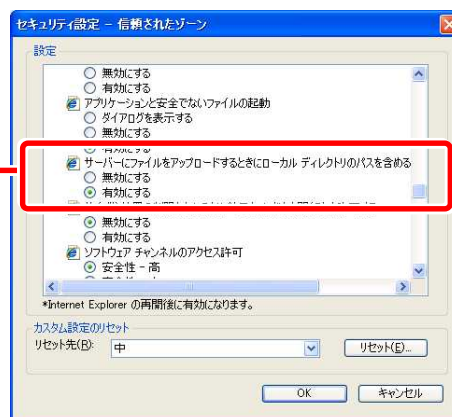 セキュリティ設定 - 信頼されたゾーン
設定
無効にする
有効にする
アプリケーションと安全でないファイルの起動
ダイアログを表示する
無効にする
有効にする
サーバーにファイルをアップロードするときにローカル ディレクトリのパスを含める
無効にする
有効にする
無効にする
有効にする
ソフトウェア チャンネルのアクセス許可
安全性 - 高
*Internet Explorer の再開後に有効になります。
カスタム設定のリセット
リセット先(R): 中 リセット(E)...
OK キャンセル